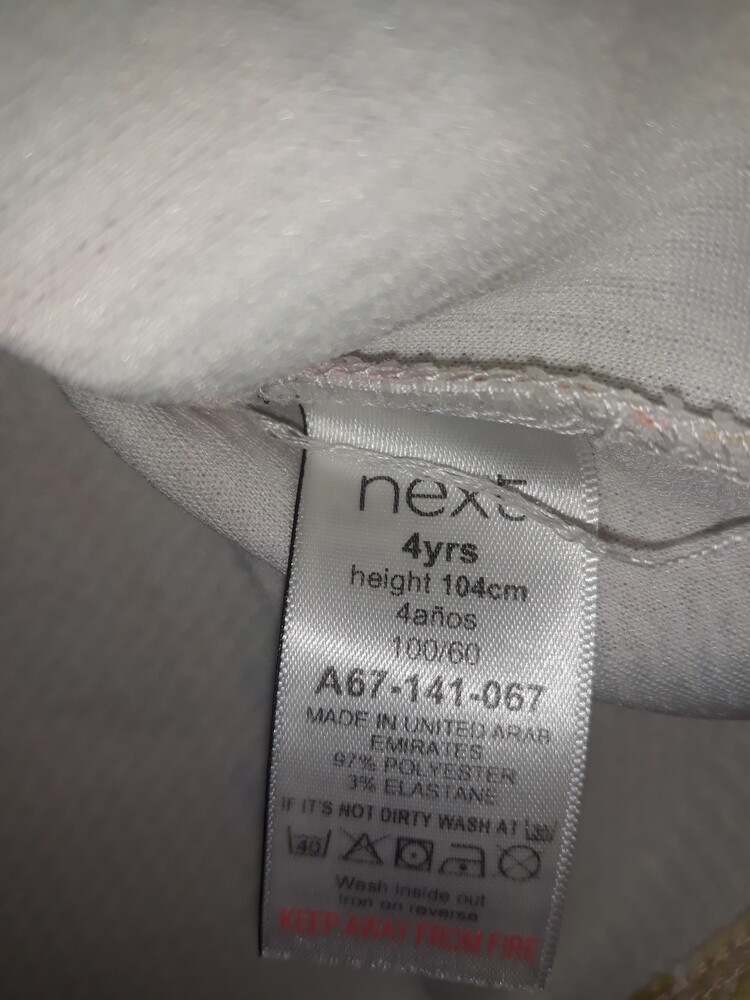 next
4yrs
height 104cm
4años
100/60
A67-141-067
MADE IN UNITED ARAB
EMIRATES
97% POLYESTER
3% ELASTANE
IF IT'S NOT DIRTY WASH AT 30
40
Wash inside out
Iron on reverse
KEEP AWAY FROM FIRE